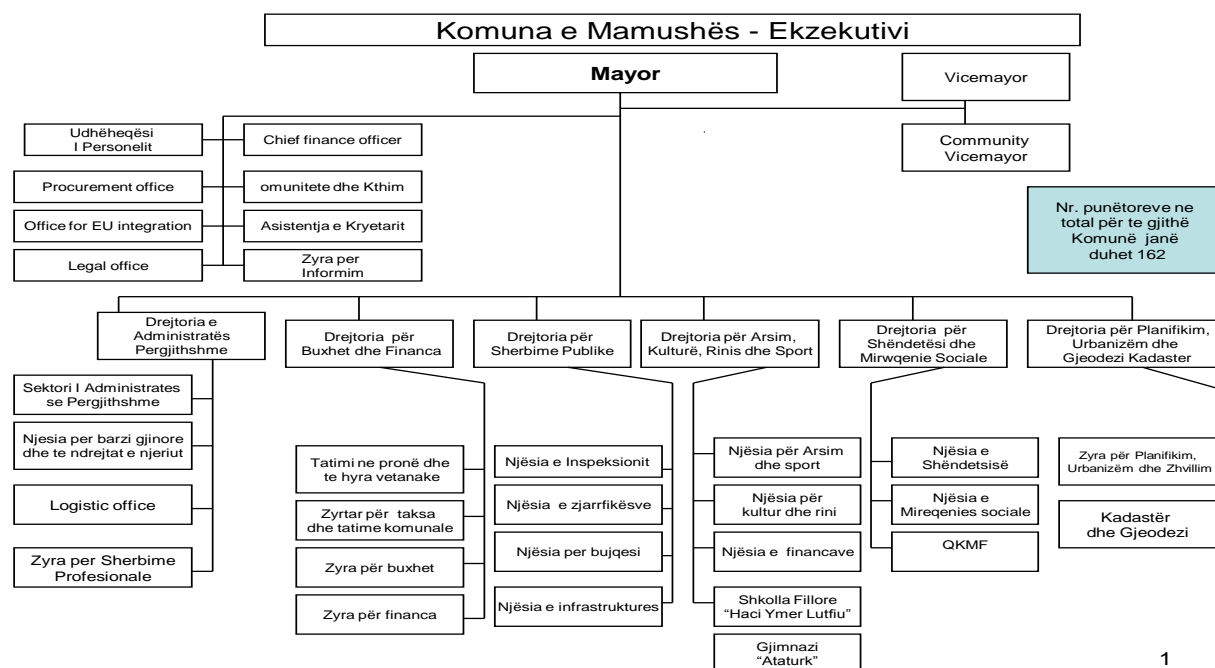 Komuna e Mamushës - Ekzekutivi
Mayor
Vicemayor
Community
Vicemayor
Udhëheqësi
I Personelit
Chief finance officer
Procurement office
omunitete dhe Kthim
Office for EU integration
Asistentja e Kryetarit
Legal office
Zyra per
Informim
Nr. punëtoreve ne
total për te gjithë
Komunë janë
duhet 162
Drejtoria e
Administratës
Pergjithshme
Drejtoria për
Buxhet dhe Financa
Drejtoria për
Sherbime Publike
Drejtoria për Arsim,
Kulturë, Rinis dhe Sport
Drejtoria për
Shëndetësi dhe
Mirwqenie Sociale
Drejtoria për Planifikim,
Urbanizëm dhe
Gjeodezi Kadaster
Sektori I Administrates
se Pergjithshme
Njesia per barzi gjinore
dhe te ndrejtat e njeriut
Logistic office
Zyra per Sherbime
Profesionale
Tatimi ne pronë dhe
te hyra vetanake
Zyrtar për taksa
dhe tatime komunale
Zyra për buxhet
Zyra për financa
Njësia e Inspeksionit
Njësia e zjarrfikësve
Njësia per bujqesi
Njësia e infrastruktures
Njësia për Arsim
dhe sport
Njësia për
kultur dhe rini
Njësia e financave
Shkolla Fillore
“Haci Ymer Lutfiu”
Gjimnazi
“Ataturk”
Njësia e
Shëndetsisë
Njësia e
Mireqenies sociale
QKMF
Zyra për Planifikim,
Urbanizëm dhe Zhvillim
Kadastër
dhe Gjeodezi
1